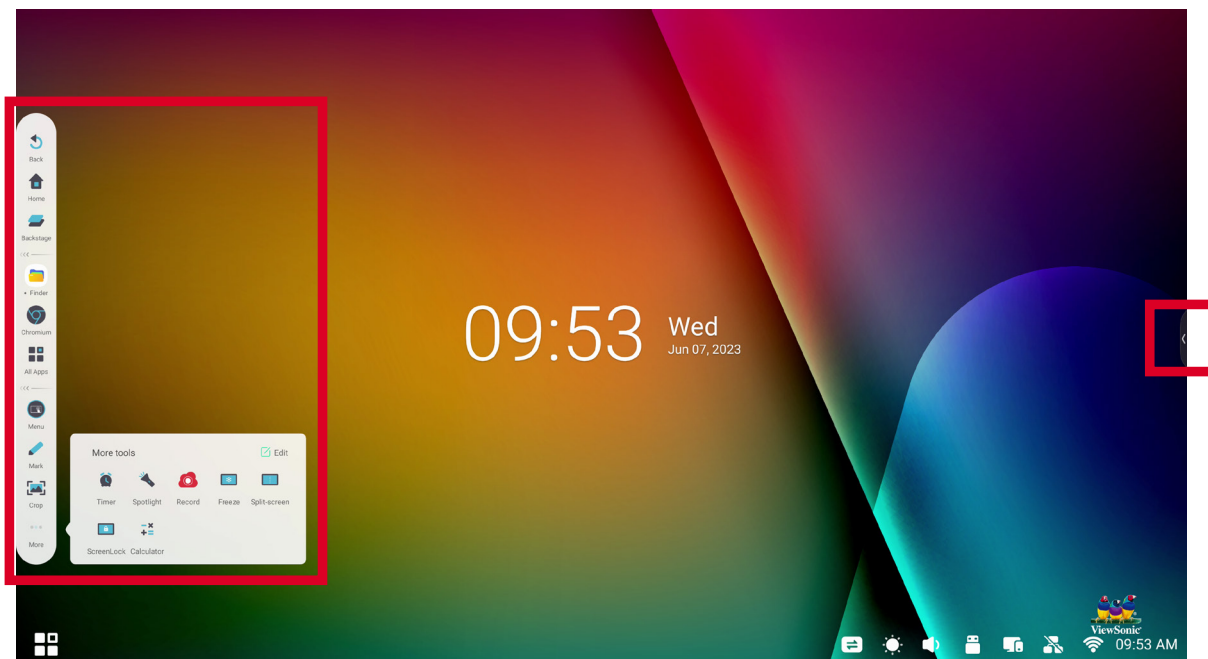 Back
Home
Backstage
Finder
Chromium
All Apps
Menu
Mark
Crop
More
More tools
Edit
Timer Spotlight Record Freeze Split-screen
ScreenLock Calculator
09:53
Wed
Jun 07, 2023
ViewSonic
09:53 AM